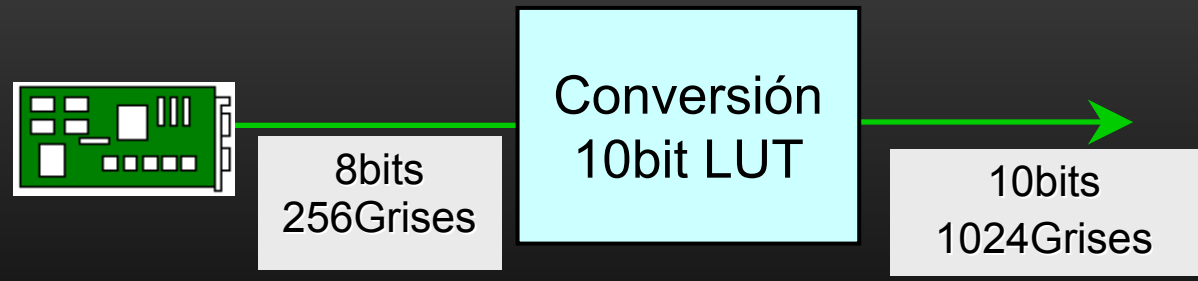 8bits
256Grises
Conversión
10bit LUT
10bits
1024Grises